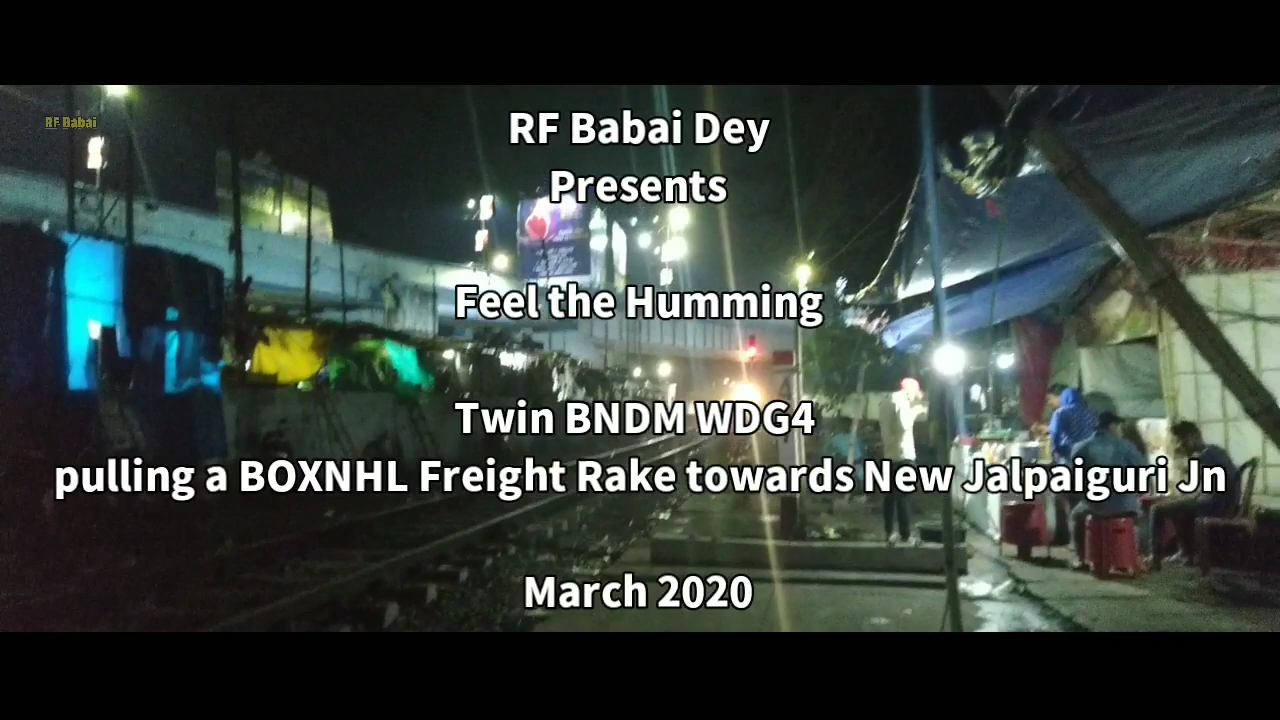 RF Babai
RF Babai Dey
Presents
Feel the Humming
Twin BNDM WDG4
pulling a BOXNHL Freight Rake towards New Jalpaiguri Jn
March 2020